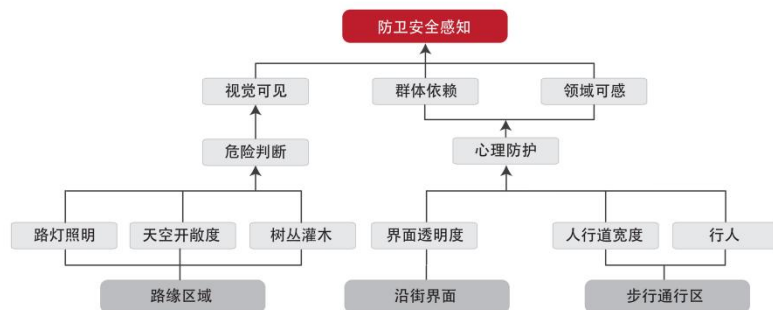 防卫安全感知
视觉可见
群体依赖
领域可感
危险判断
心理防护
路灯照明
天空开敞度
树丛灌木
界面透明度
人行道宽度
行人
路缘区域
沿街界面
步行通行区